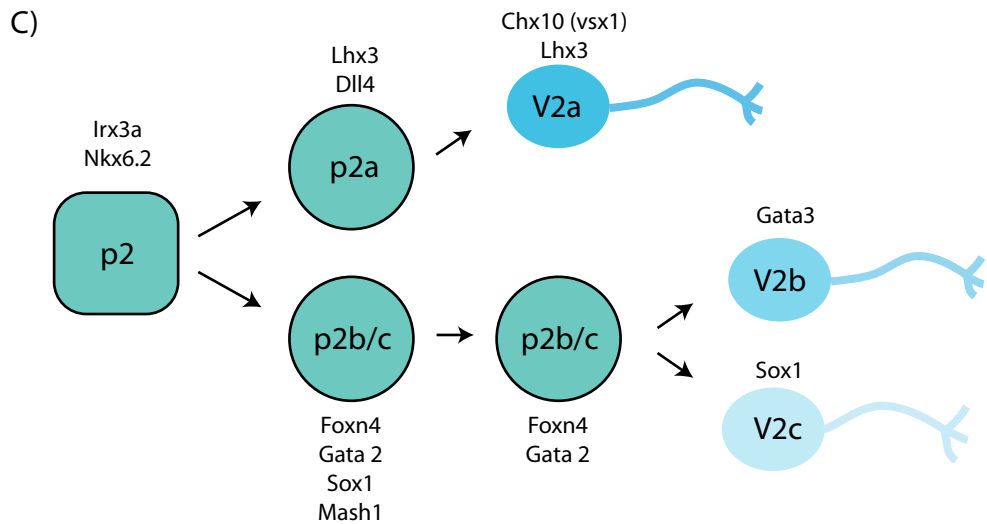 C)
Irx3a
Nkx6.2
p2
Lhx3
Dll4
p2a
Chx10 (vsx1)
Lhx3
V2a
p2b/c
Foxn4
Gata 2
Sox1
Mash1
p2b/c
Foxn4
Gata 2
Gata3
V2b
Sox1
V2c